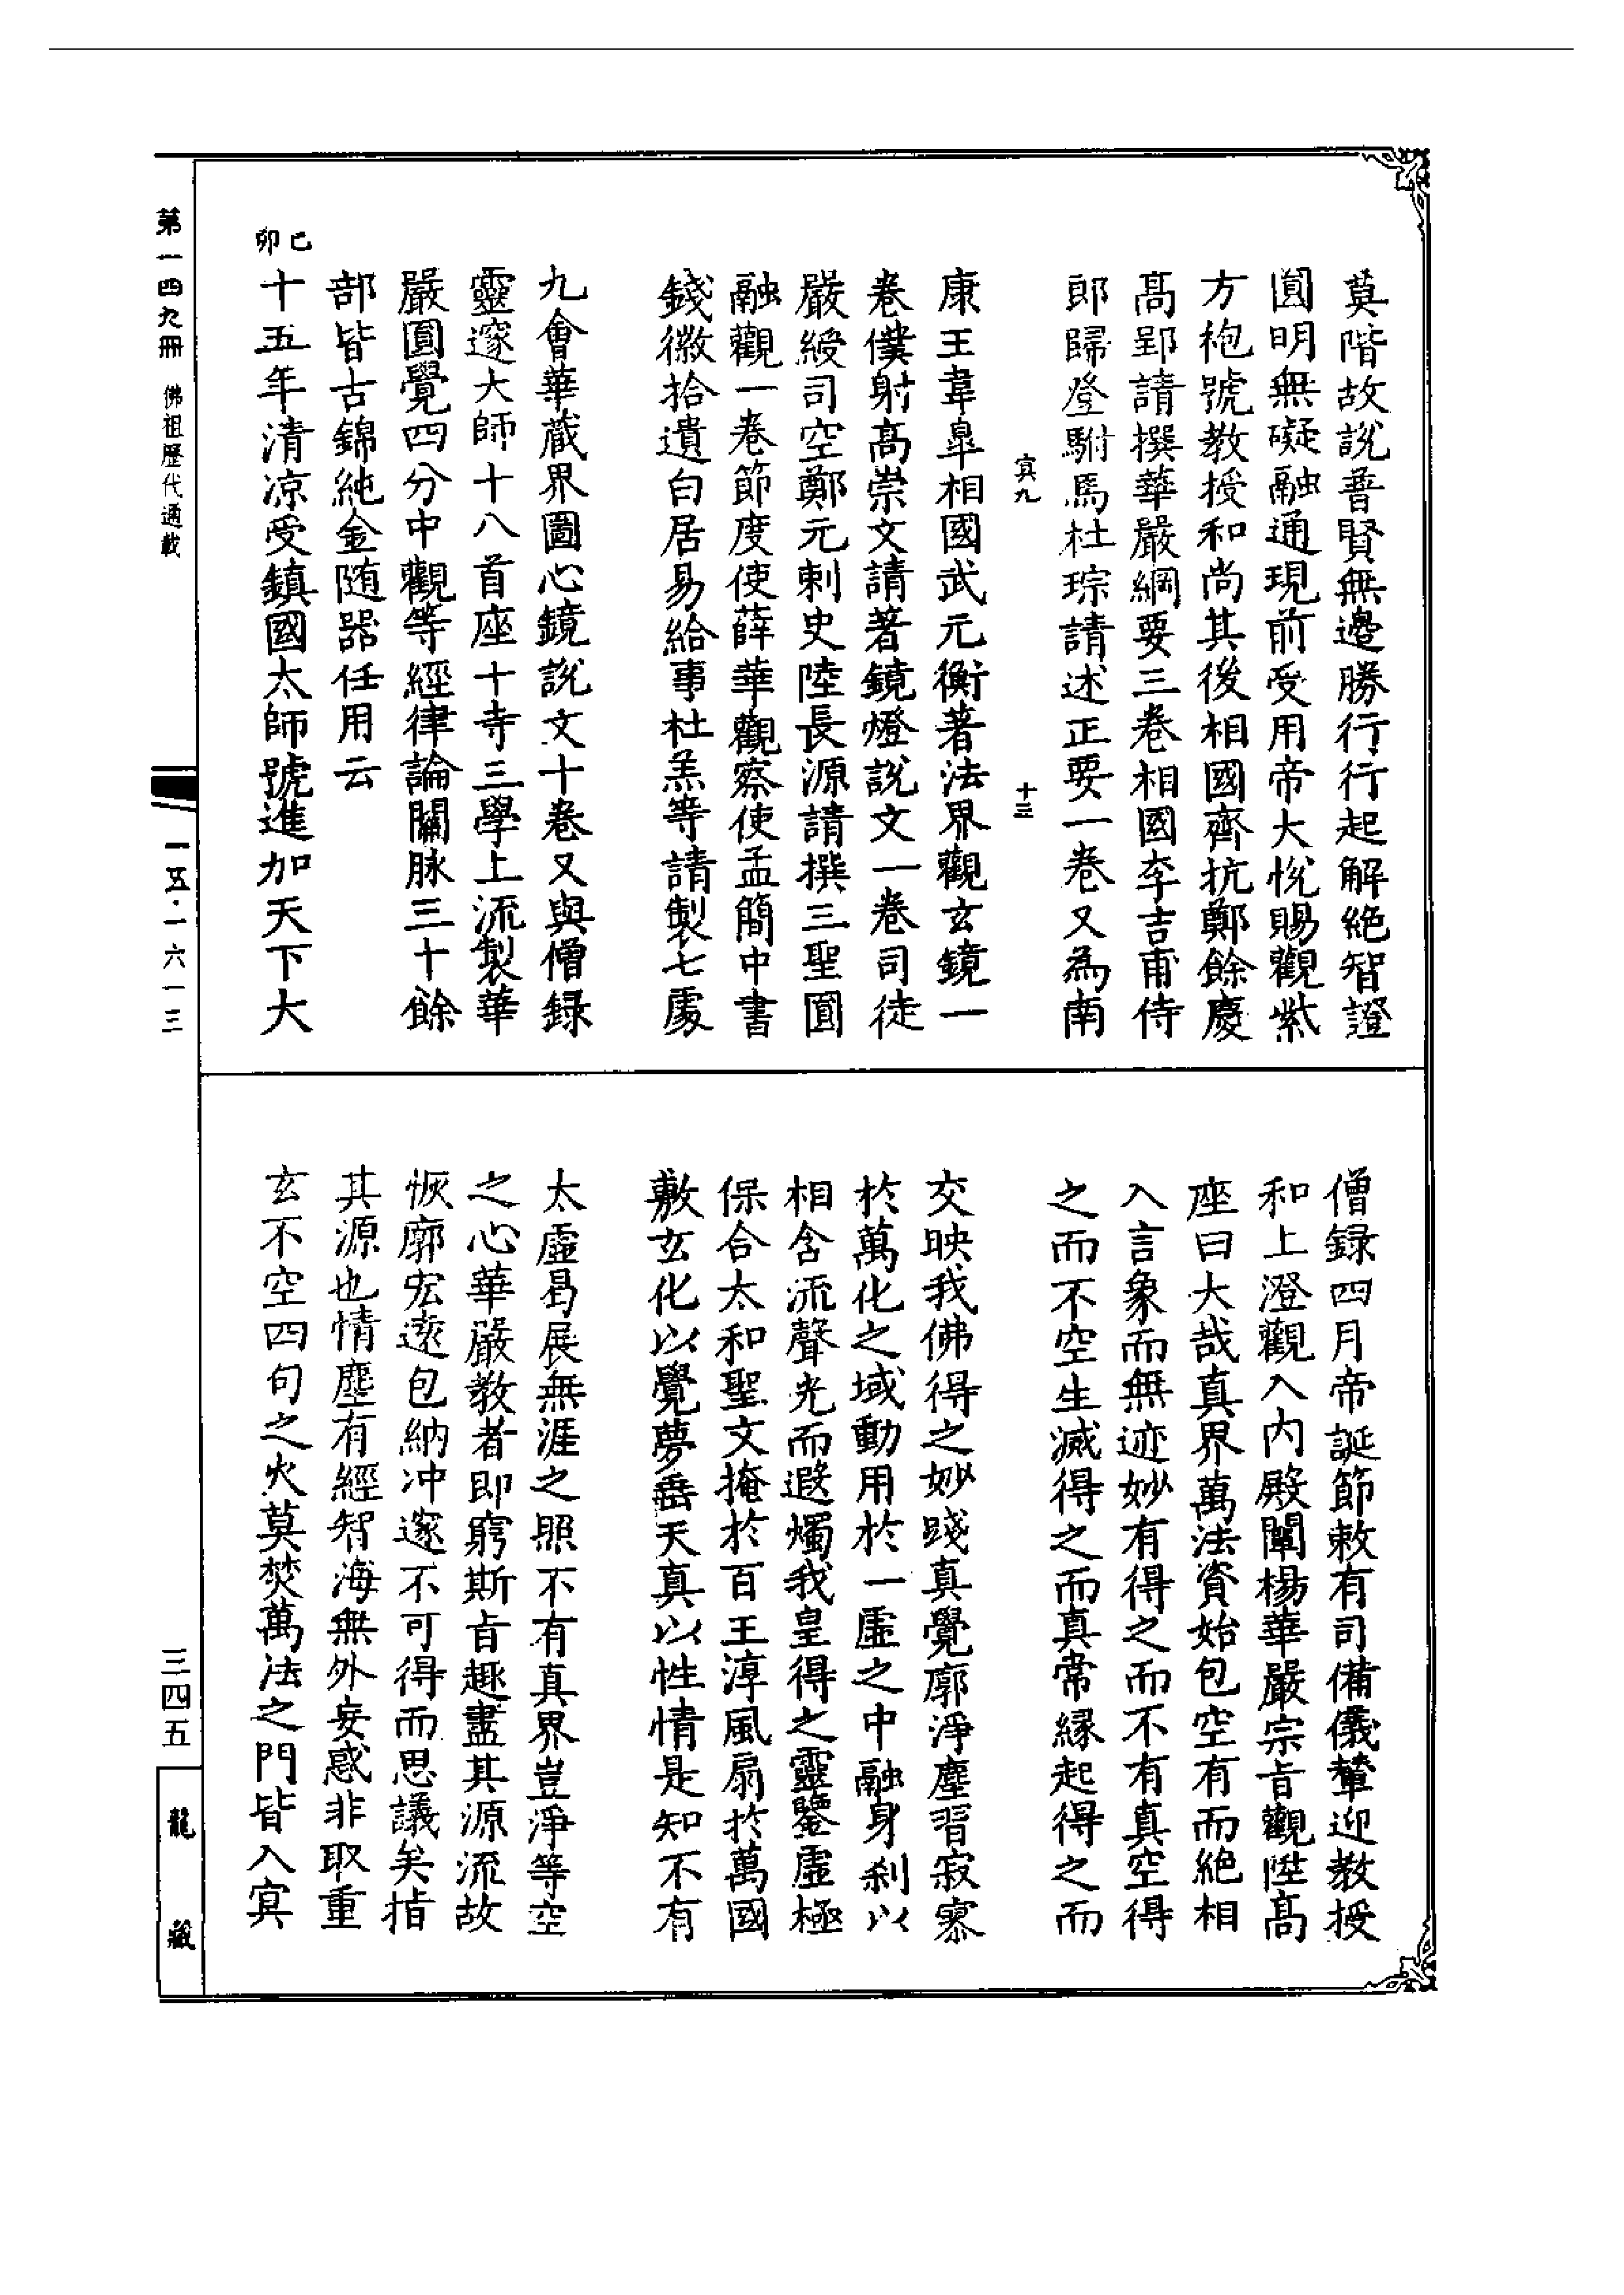 莫階故說普賢無邊勝行行起解絶智證
圓明無礙融通現前受用帝大悅賜觀紫
方袍號教授和尚其後相國齊抗鄭餘慶
高郢請撰華嚴綱要三卷相國李吉甫侍
郎歸登駙馬杜琮請述正要一卷又為南
㝠九 十三
康王韋皐相國武元衡著法界觀玄鏡一
卷僕射高崇文請著鏡燈說文一卷司徒
嚴綬司空鄭元刺史陸長源請撰三聖圓
融觀一卷節度使薛華觀察使孟簡中書
錢徽拾遺白居易給事杜羔等請製七處
九會華藏界圖心鏡說文十卷又與僧録
靈邃大師十八首座十寺三學上流製華
嚴圓覺四分中觀等經律論關脉三十餘
部皆古錦純金随器任用云
己卯
十五年清凉受鎮國太師號進加天下大
僧録四月帝誕節敕有司備儀輦迎教授
和上澄觀入内殿闡楊華嚴宗旨觀陞高
座曰大哉真界萬法資始包空有而絶相
入言象而無迹妙有得之而不有真空得
之而不空生滅得之而真常緣起得之而
交映我佛得之妙踐真覺廓淨塵習寂寥
於萬化之域動用於一虛之中融身刹以
相含流聲光而遐燭我皇得之靈鑒虛極
保合太和聖文掩於百王淳風扇於萬國
敷玄化以覺夢垂天真以性情是知不有
太虛曷展無涯之照不有真界豈淨等空
之心華嚴教者即窮斯旨趣盡其源流故
恢廓宏遠包納冲邃不可得而思議矣指
其源也情塵有經智海無外妄惑非取重
玄不空四句之火莫焚萬法之門皆入㝠
第一四九冊 佛祖歷代通載
一五·一六一三
三四五
龍藏